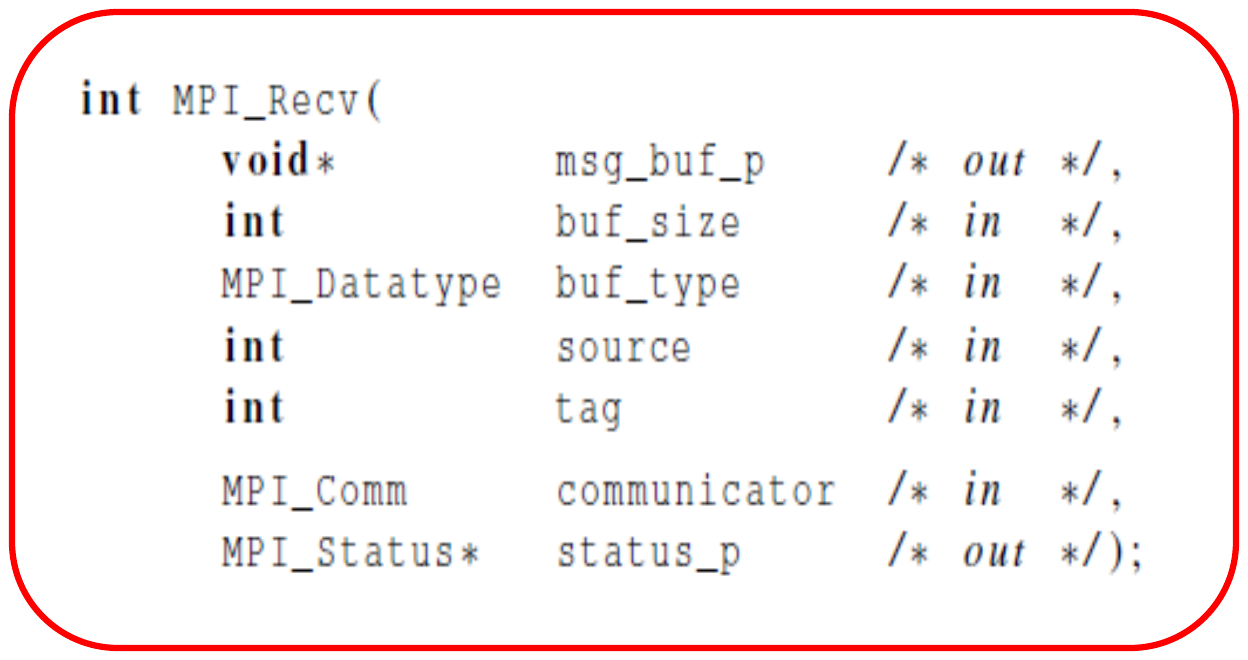 int MPI_Recv(
void* msg_buf_p /* out */,
int buf_size /* in */,
MPI_Datatype buf_type /* in */,
int source /* in */,
int tag /* in */,
MPI_Comm communicator /* in */,
MPI_Status* status_p /* out */);